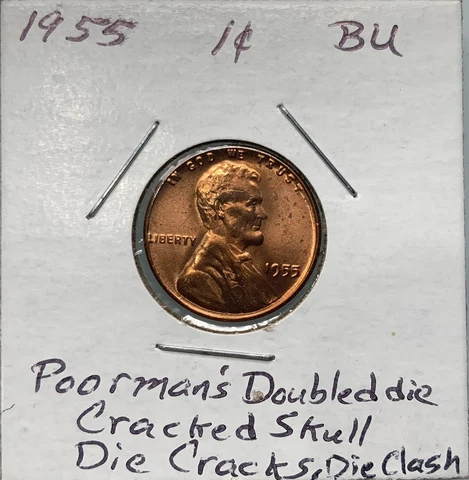 1955 1¢ BU
IN GOD WE TRUST
LIBERTY
1955
Poorman's Doubled die
Cracked Skull
Die Cracks, Die Clash